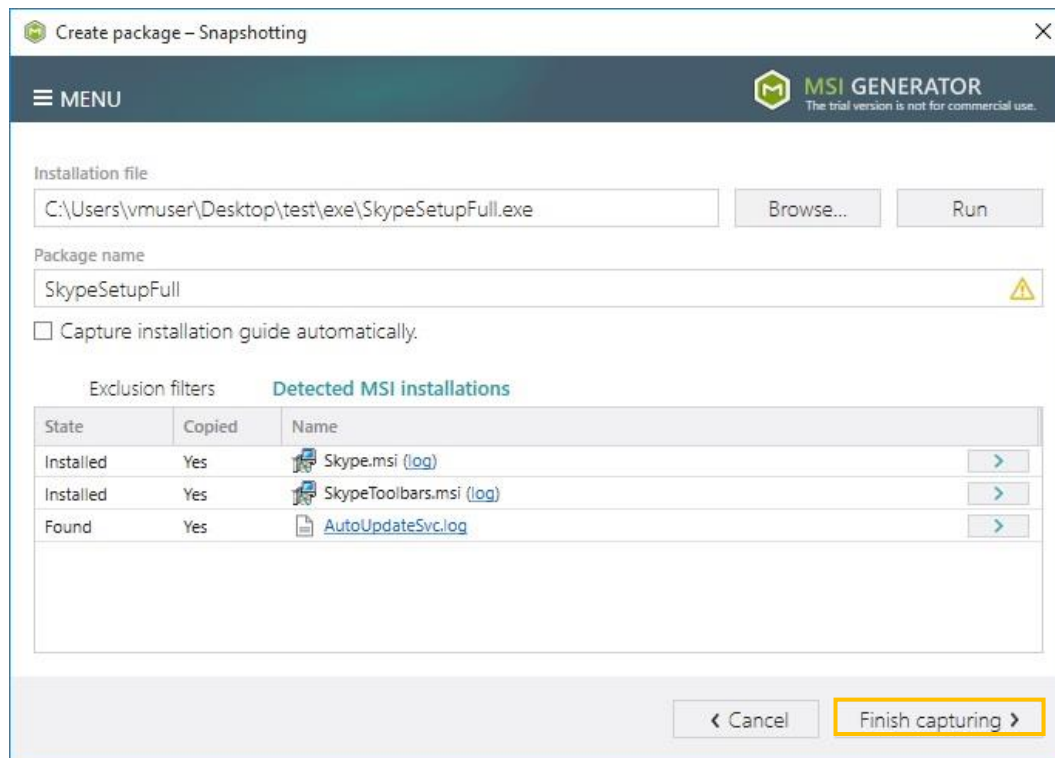 Create package – Snapshotting
MENU
MSI GENERATOR
The trial version is not for commercial use.
Installation file
C:\Users\vmuser\Desktop\test\exe\SkypeSetupFull.exe
Browse...
Run
Package name
SkypeSetupFull
Capture installation guide automatically.
Exclusion filters Detected MSI installations
State Copied Name
Installed Yes Skype.msi (log)
Installed Yes SkypeToolbars.msi (log)
Found Yes AutoUpdateSvc.log
Cancel
Finish capturing